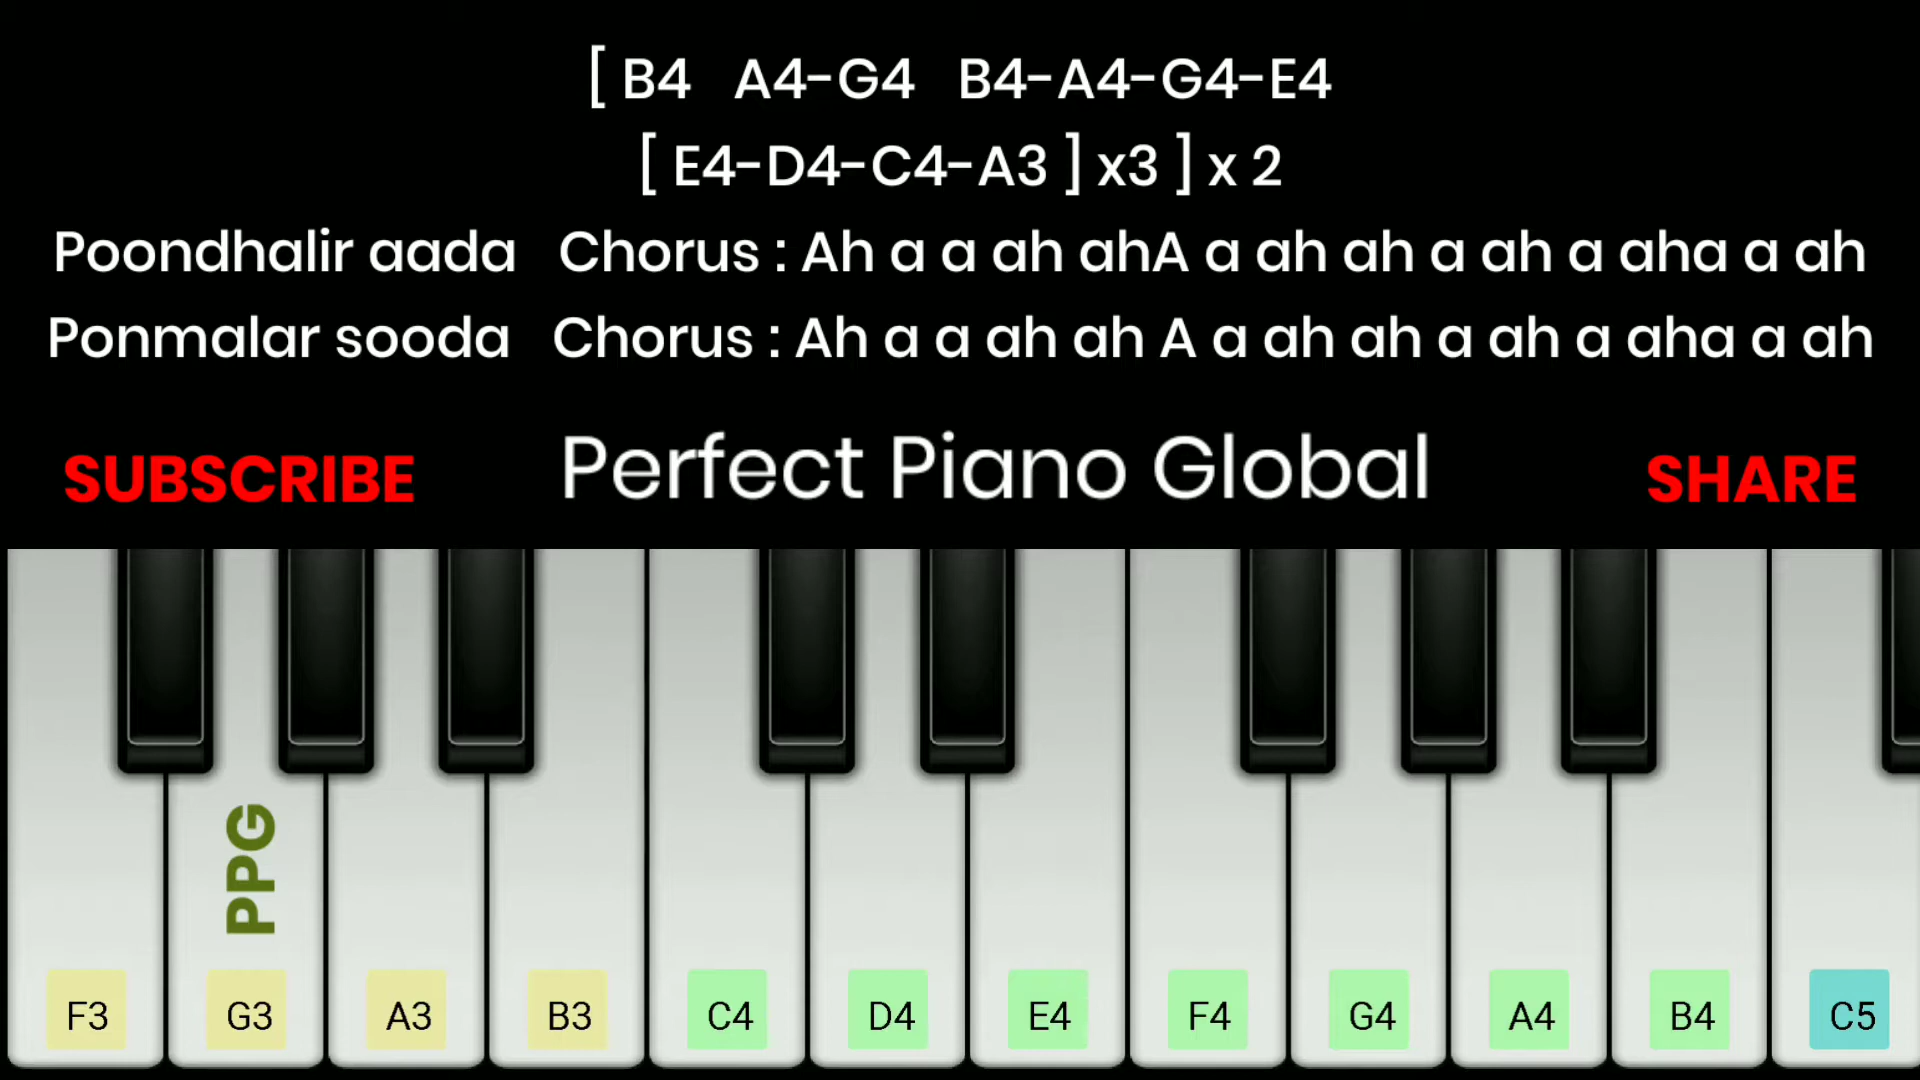 [ B4 A4-G4 B4-A4-G4-E4
[ E4-D4-C4-A3 ] x3 ] x 2
Poondhalir aada Chorus : Ah a a ah ahA a ah ah a ah a aha a ah
Ponmalar sooda Chorus : Ah a a ah ah A a ah ah a ah a aha a ah
SUBSCRIBE Perfect Piano Global SHARE
PPG
F3 G3 A3 B3 C4 D4 E4 F4 G4 A4 B4 C5